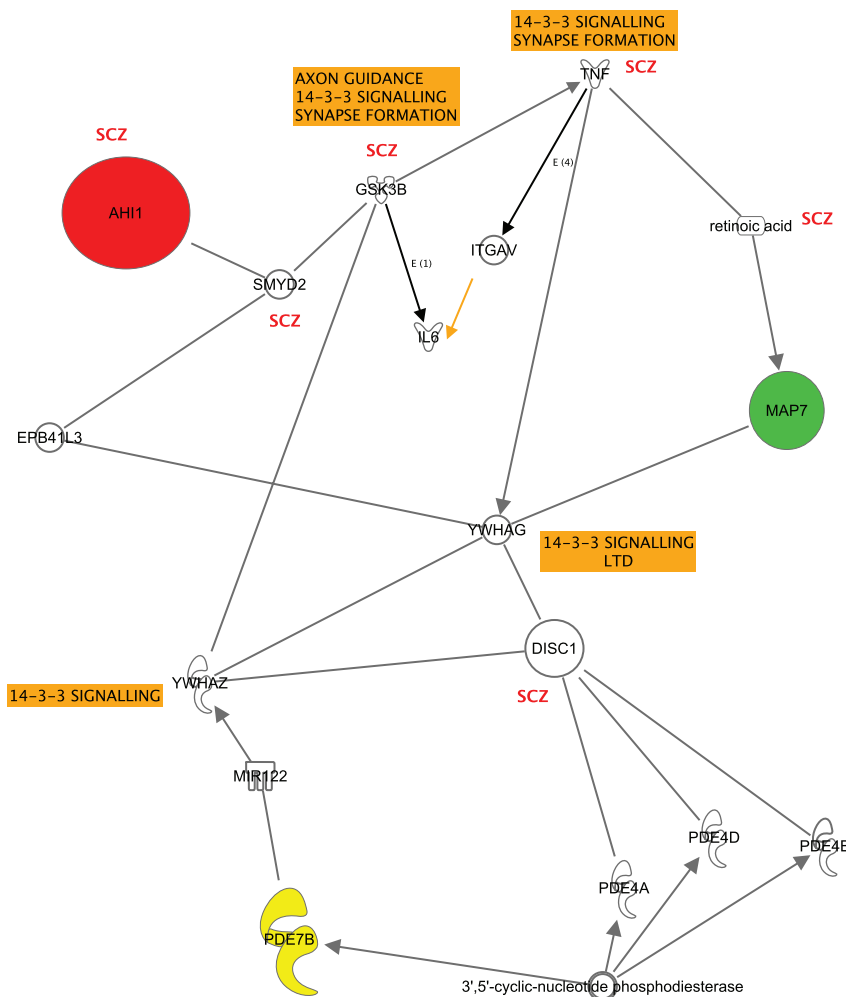 14-3-3 SIGNALLING
SYNAPSE FORMATION
TNF
SCZ
AXON GUIDANCE
14-3-3 SIGNALLING
SYNAPSE FORMATION
SCZ
SCZ
GSK3B
E (4)
AHI1
retinoic acid
SCZ
ITGAV
E (1)
SMYD2
SCZ
IL6
MAP7
EPB41L3
YWHAG
14-3-3 SIGNALLING
LTD
DISC1
YWHAZ
14-3-3 SIGNALLING
SCZ
MIR122
PDE4D
PDE4B
PDE4A
PDE7B
3',5'-cyclic-nucleotide phosphodiesterase